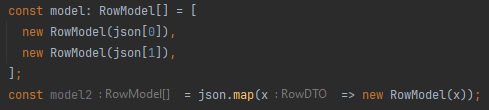 const model: RowModel[] = [
  new RowModel(json[0]),
  new RowModel(json[1]),
];
const model2 : RowModel[] = json.map(x : RowDTO => new RowModel(x));